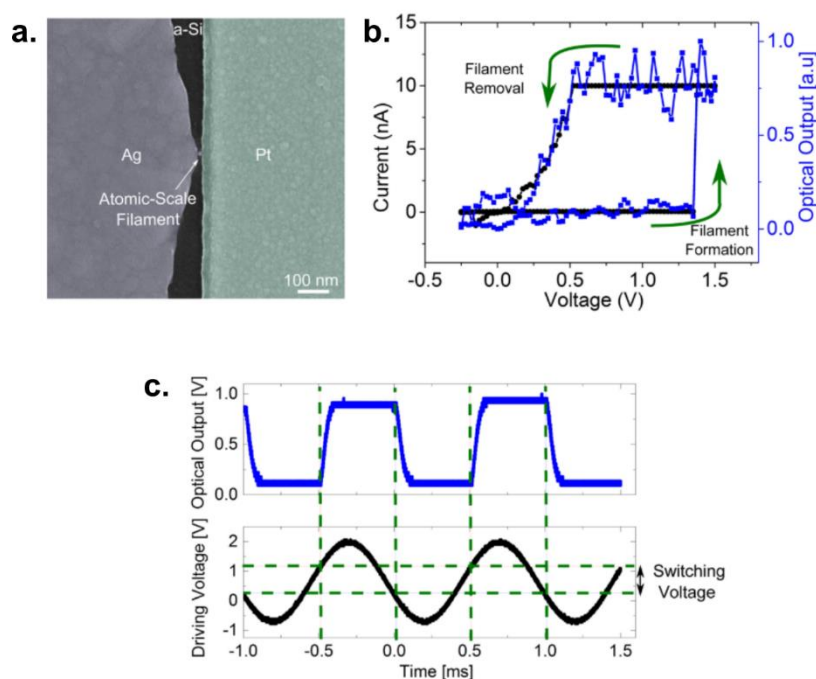 a.
a-Si
Ag
Pt
Atomic-Scale
Filament
100 nm
b.
Current (nA)
15
10
5
0
-5
Filament
Removal
Filament
Formation
1.0
0.5
0.0
Optical Output [a.u]
-0.5
0.0
0.5
1.0
1.5
Voltage (V)
c.
Optical Output [V]
1.0
0.5
0.0
Driving Voltage [V]
2
1
0
-1
Switching
Voltage
-1.0
-0.5
0.0
0.5
1.0
1.5
Time [ms]